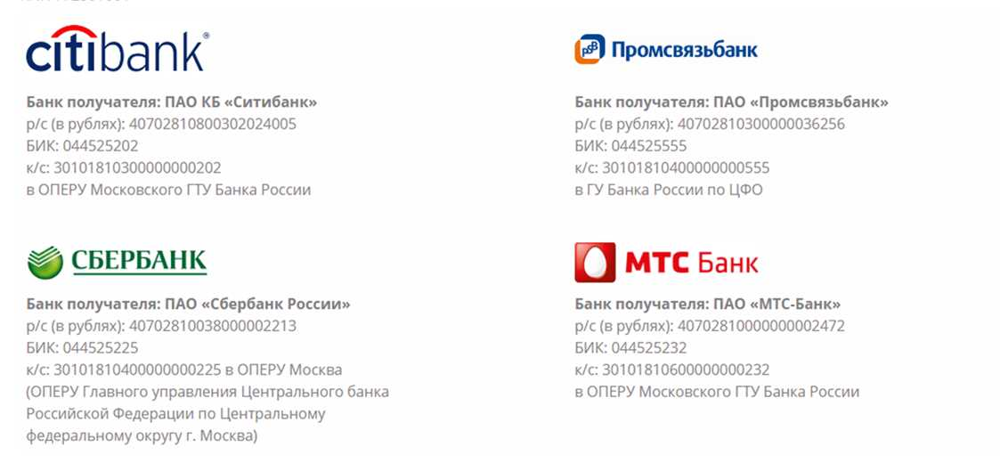 citibank®
Банк получателя: ПАО КБ «Ситибанк»
р/с (в рублях): 40702810800302024005
БИК: 044525202
к/с: 30101810300000000202
в ОПЕРУ Московского ГТУ Банка России
PSB Промсвязьбанк
Банк получателя: ПАО «Промсвязьбанк»
р/с (в рублях): 40702810300000036256
БИК: 044525555
к/с: 30101810400000000555
в ГУ Банка России по ЦФО
СБЕРБАНК
Банк получателя: ПАО «Сбербанк России»
р/с (в рублях): 40702810038000002213
БИК: 044525225
к/с: 30101810400000000225 в ОПЕРУ Москва
(ОПЕРУ Главного управления Центрального банка
Российской Федерации по Центральному
федеральному округу г. Москва)
МТС Банк
Банк получателя: ПАО «МТС-Банк»
р/с (в рублях): 40702810000000002472
БИК: 044525232
к/с: 30101810600000000232
в ОПЕРУ Московского ГТУ Банка России